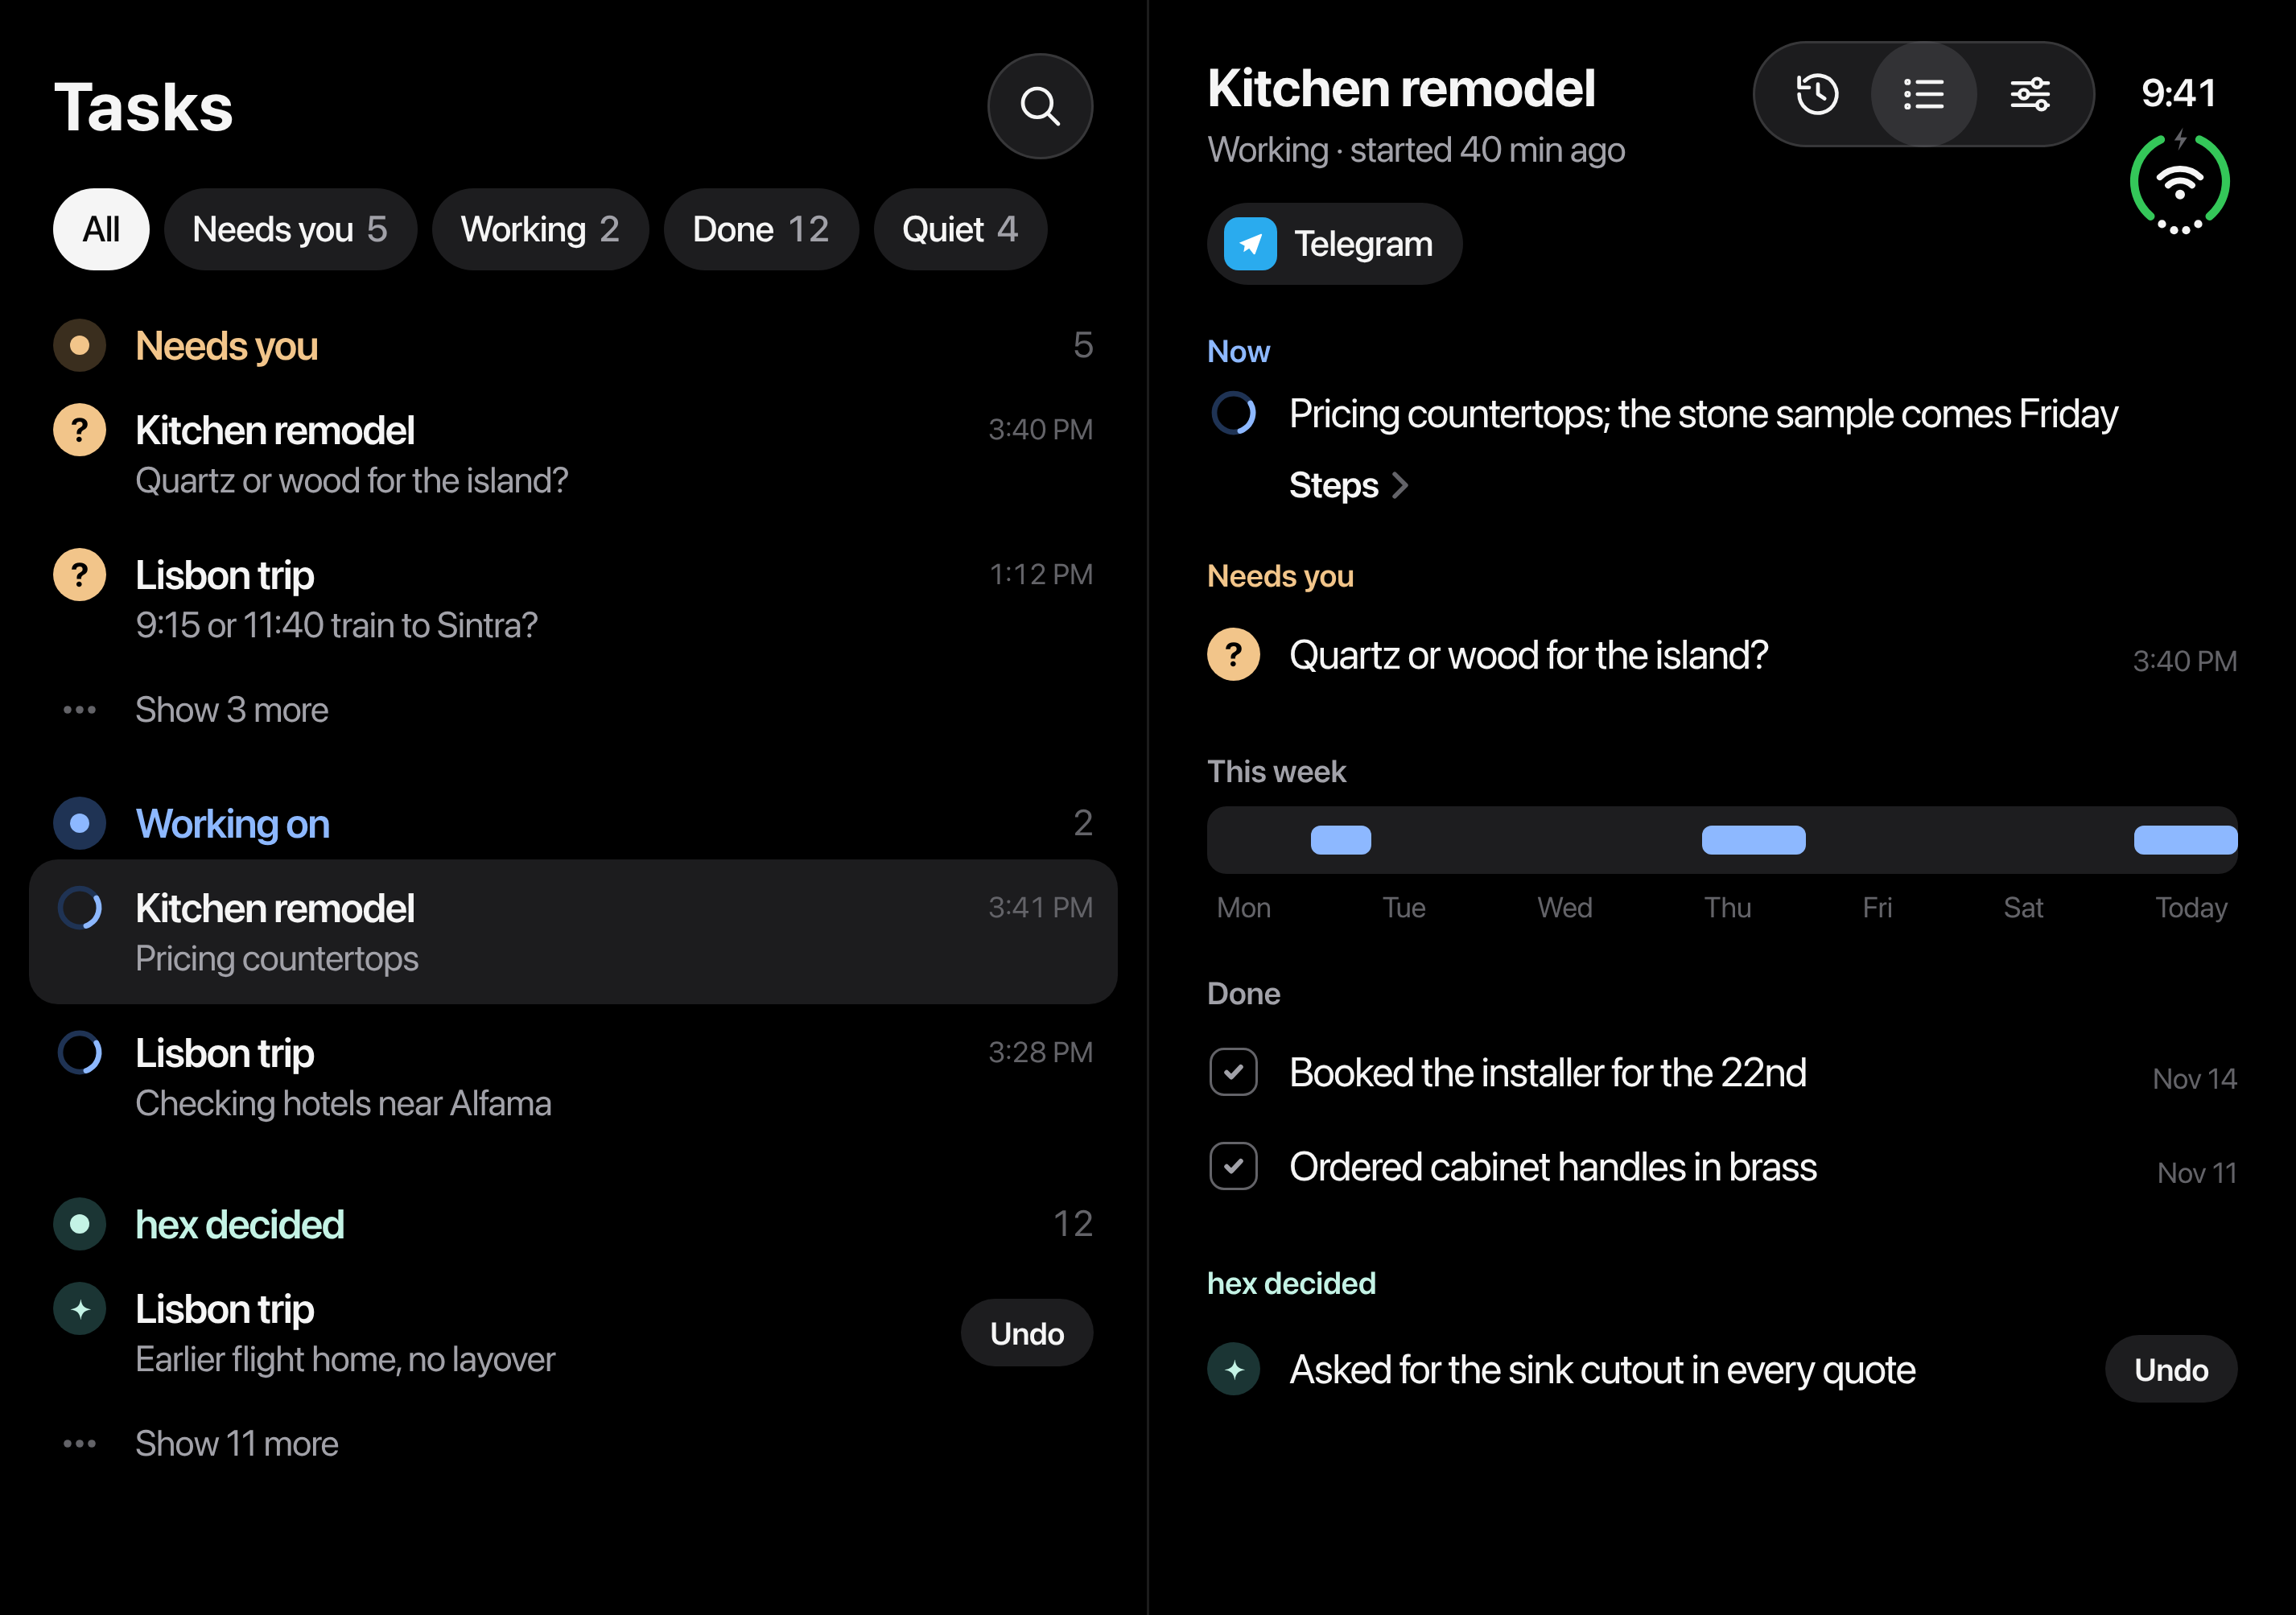 Tasks
All
Needs you 5
Working 2
Done 12
Quiet 4
Needs you 5
? Kitchen remodel 3:40 PM
Quartz or wood for the island?
? Lisbon trip 1:12 PM
9:15 or 11:40 train to Sintra?
Show 3 more
Working on 2
Kitchen remodel 3:41 PM
Pricing countertops
Lisbon trip 3:28 PM
Checking hotels near Alfama
hex decided 12
Lisbon trip
Earlier flight home, no layover
Undo
Show 11 more
Kitchen remodel
Working · started 40 min ago
9:41
Telegram
Now
Pricing countertops; the stone sample comes Friday
Steps
Needs you
? Quartz or wood for the island? 3:40 PM
This week
Mon Tue Wed Thu Fri Sat Today
Done
Booked the installer for the 22nd Nov 14
Ordered cabinet handles in brass Nov 11
hex decided
Asked for the sink cutout in every quote Undo